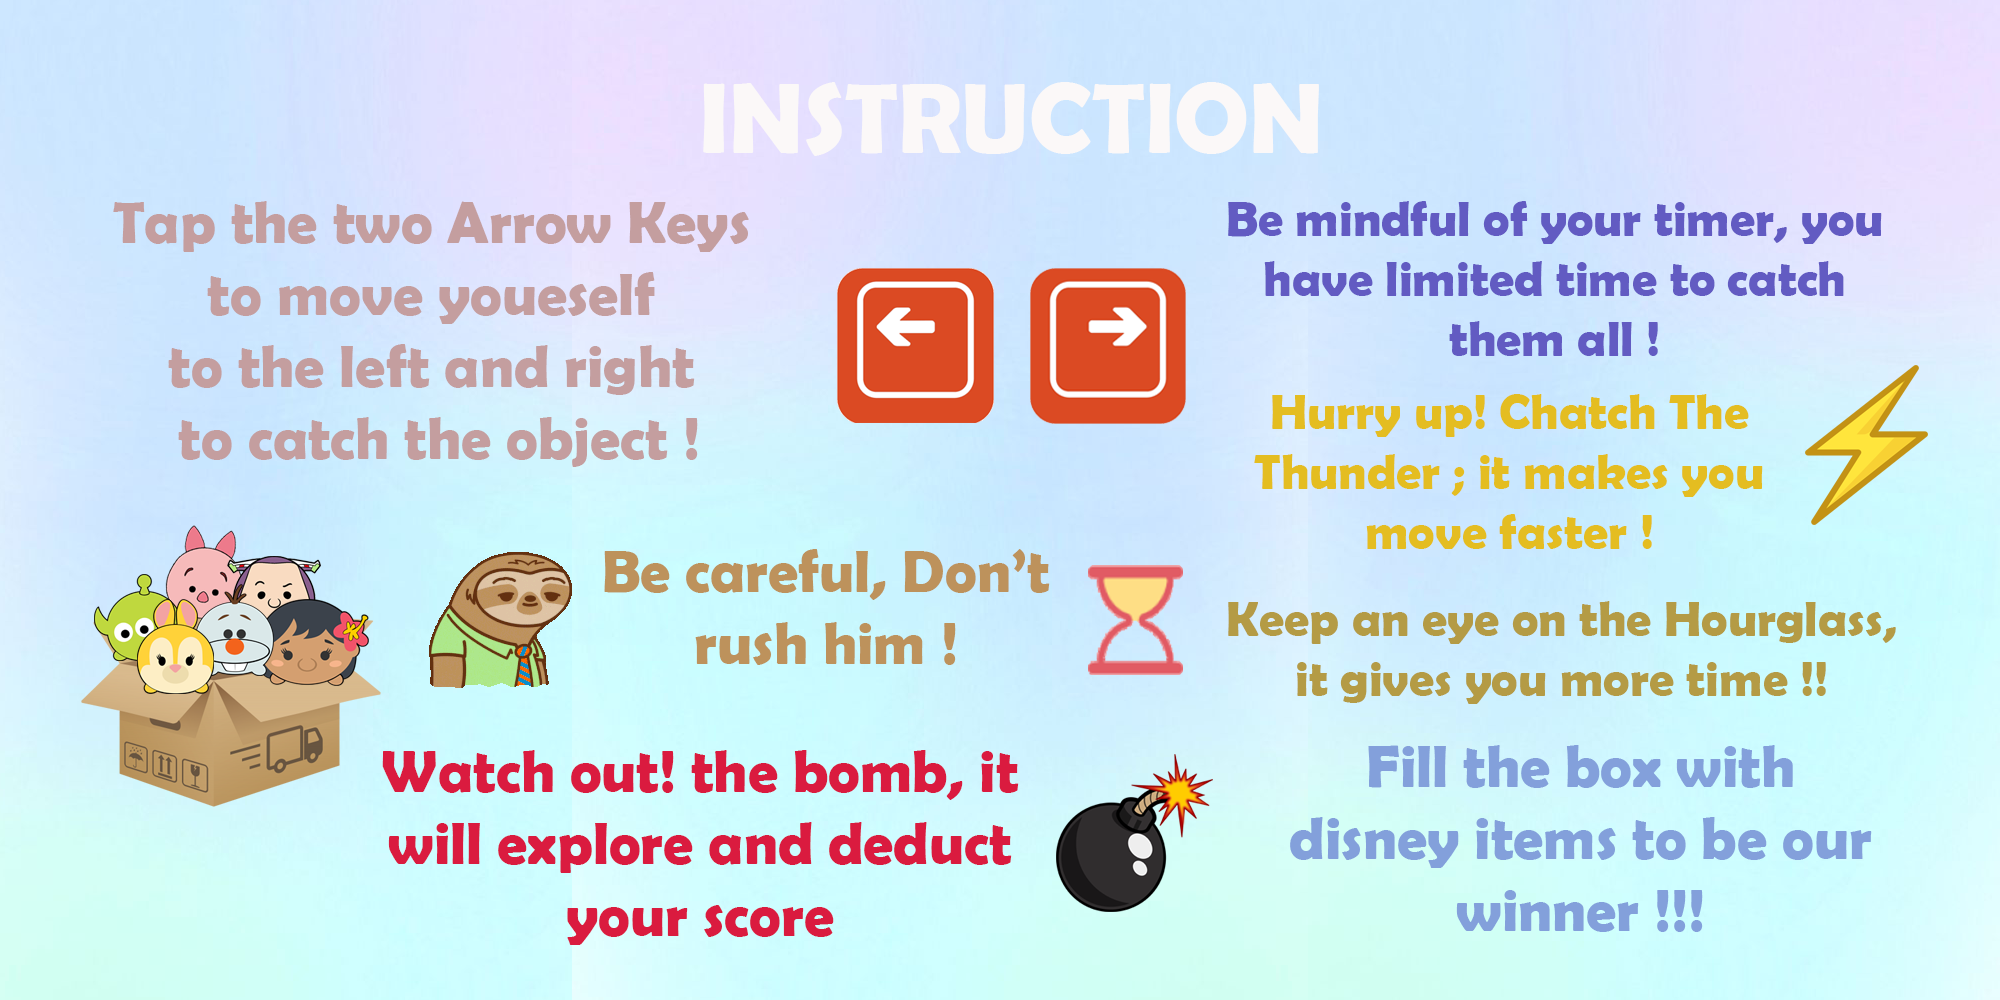 INSTRUCTION
Tap the two Arrow Keys
to move youeself
to the left and right
to catch the object !
Be mindful of your timer, you
have limited time to catch
them all !
Hurry up! Chatch The
Thunder ; it makes you
move faster !
Be careful, Don't
rush him !
Keep an eye on the Hourglass,
it gives you more time !!
Watch out! the bomb, it
will explore and deduct
your score
Fill the box with
disney items to be our
winner !!!